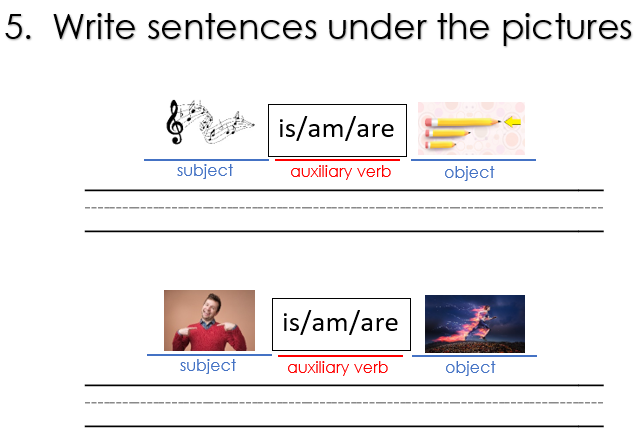 5. Write sentences under the pictures
is/am/are
subject auxiliary verb object
is/am/are
subject auxiliary verb object